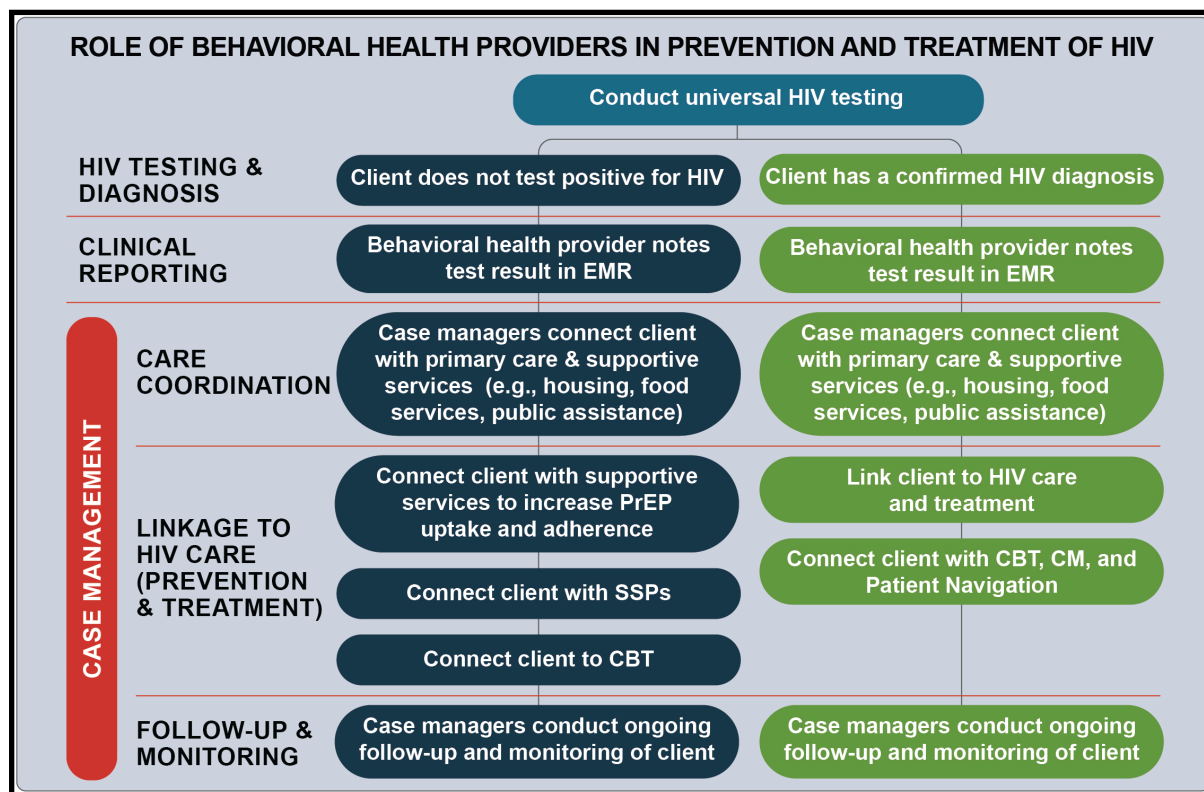 ROLE OF BEHAVIORAL HEALTH PROVIDERS IN PREVENTION AND TREATMENT OF HIV
Conduct universal HIV testing
HIV TESTING &
DIAGNOSIS
Client does not test positive for HIV
Client has a confirmed HIV diagnosis
CLINICAL
REPORTING
Behavioral health provider notes
test result in EMR
Behavioral health provider notes
test result in EMR
CASE MANAGEMENT
CARE
COORDINATION
Case managers connect client
with primary care & supportive
services (e.g., housing, food
services, public assistance)
Case managers connect client
with primary care & supportive
services (e.g., housing, food
services, public assistance)
LINKAGE TO
HIV CARE
(PREVENTION
& TREATMENT)
Connect client with supportive
services to increase PrEP
uptake and adherence
Connect client with SSPs
Connect client to CBT
Link client to HIV care
and treatment
Connect client with CBT, CM, and
Patient Navigation
FOLLOW-UP &
MONITORING
Case managers conduct ongoing
follow-up and monitoring of client
Case managers conduct ongoing
follow-up and monitoring of client